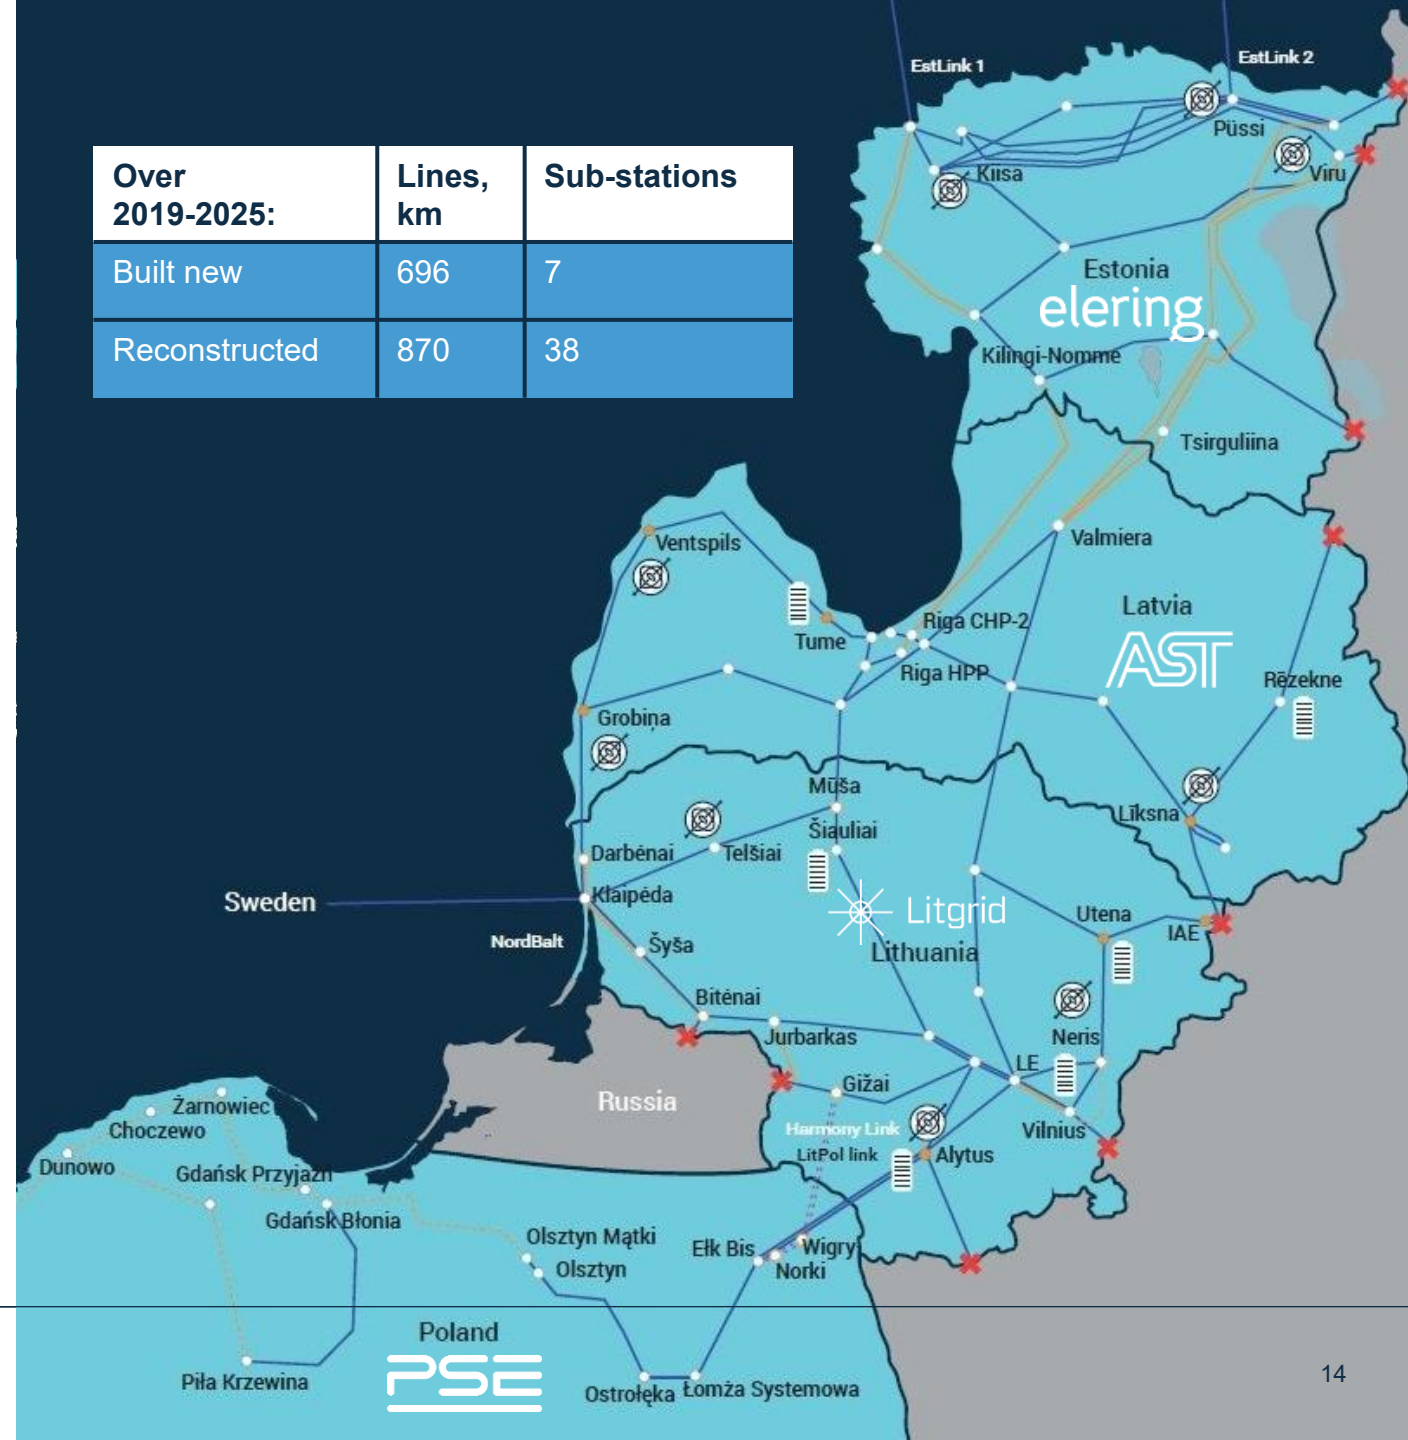 EstLink 1
EstLink 2
Over
2019-2025:
Lines,
km
Sub-stations
Built new
696
7
Reconstructed
870
38
Püssi
Kiisa
Viru
Estonia
elering
Kilingi-Nomme
Tsirguliina
Ventspils
Valmiera
Latvia
AST
Tume
Riga CHP-2
Riga HPP
Rēzekne
Grobiņa
Mūša
Šiauliai
Līksna
Darbėnai
Telšiai
Klaipėda
Sweden
NordBalt
Litgrid
Lithuania
Utena
IAE
Šyša
Bitėnai
Jurbarkas
Neris
LE
Gižai
Russia
Harmony Link
LitPol link
Vilnius
Alytus
Żarnowiec
Choczewo
Dunowo
Gdańsk Przyjaźń
Gdańsk Błonia
Olsztyn Mątki
Olsztyn
Ełk Bis
Wigry
Norki
Poland
PSE
Piła Krzewina
Ostrołęka
Łomża Systemowa
14